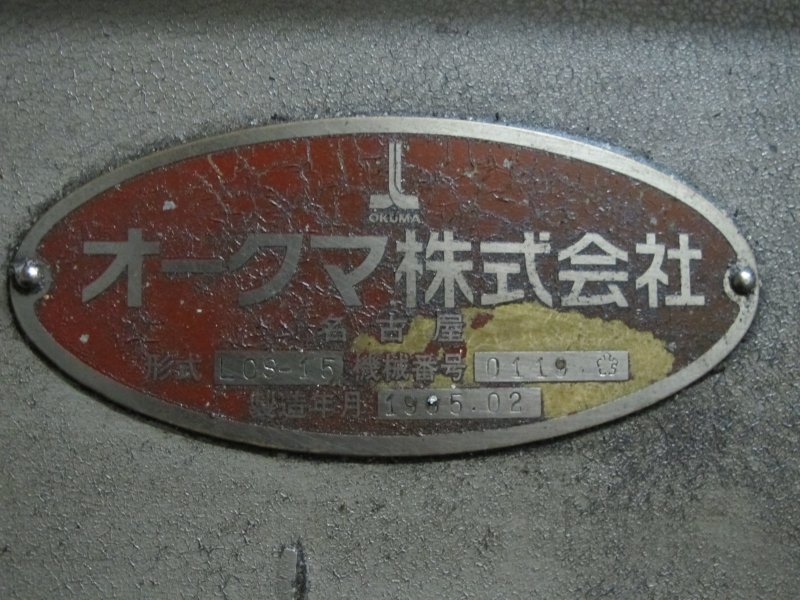 OKUMA
オークマ株式会社
名古屋
形式 LCS-15 機械番号 0119.
製造年月 1995.02